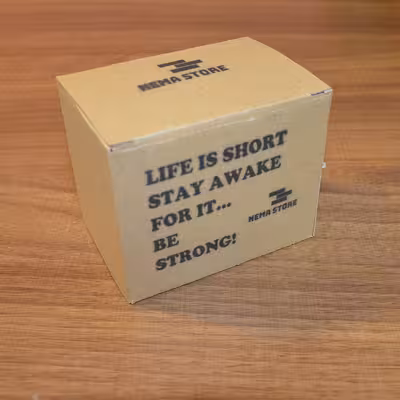 NEMA STORE
LIFE IS SHORT
STAY AWAKE
FOR IT...
BE
STRONG!
NEMA STORE